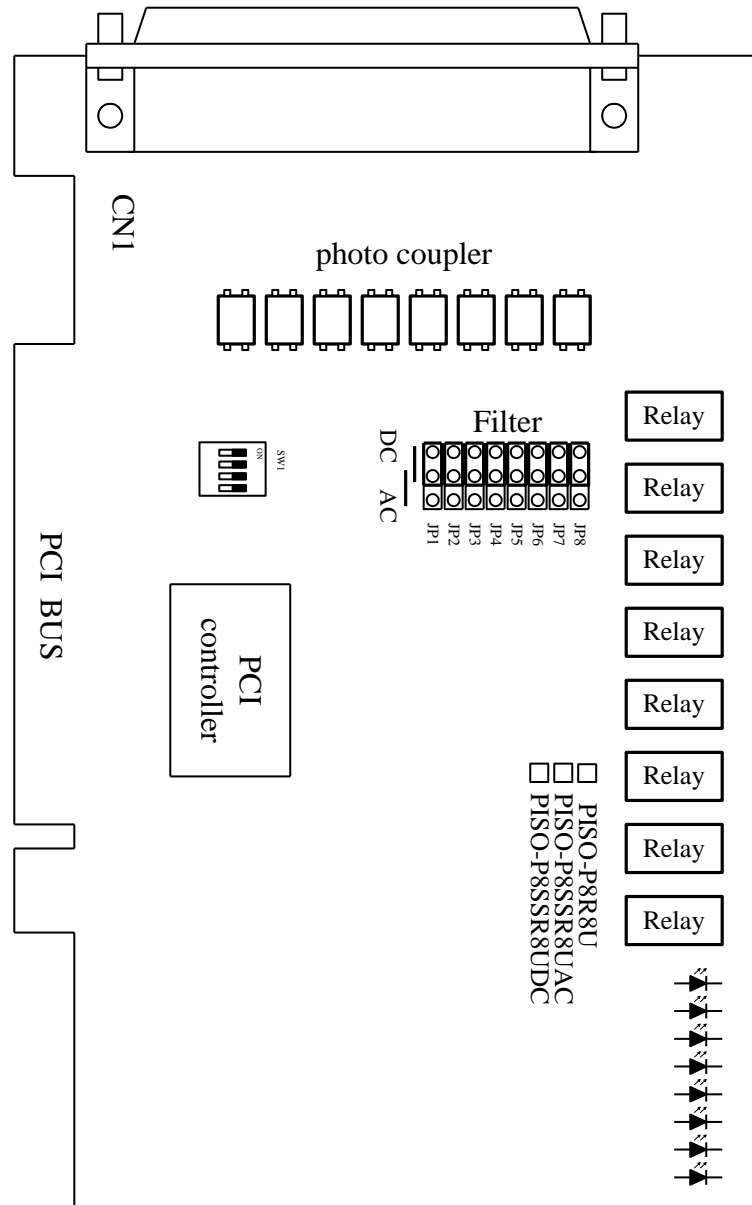 CN1
photo coupler
Filter
DC
AC
SW1
ON
JP1
JP2
JP3
JP4
JP5
JP6
JP7
JP8
Relay
Relay
Relay
Relay
Relay
Relay
Relay
Relay
PCI BUS
PCI
controller
PISO-P8R8U
PISO-P8SSR8UAC
PISO-P8SSR8UDC